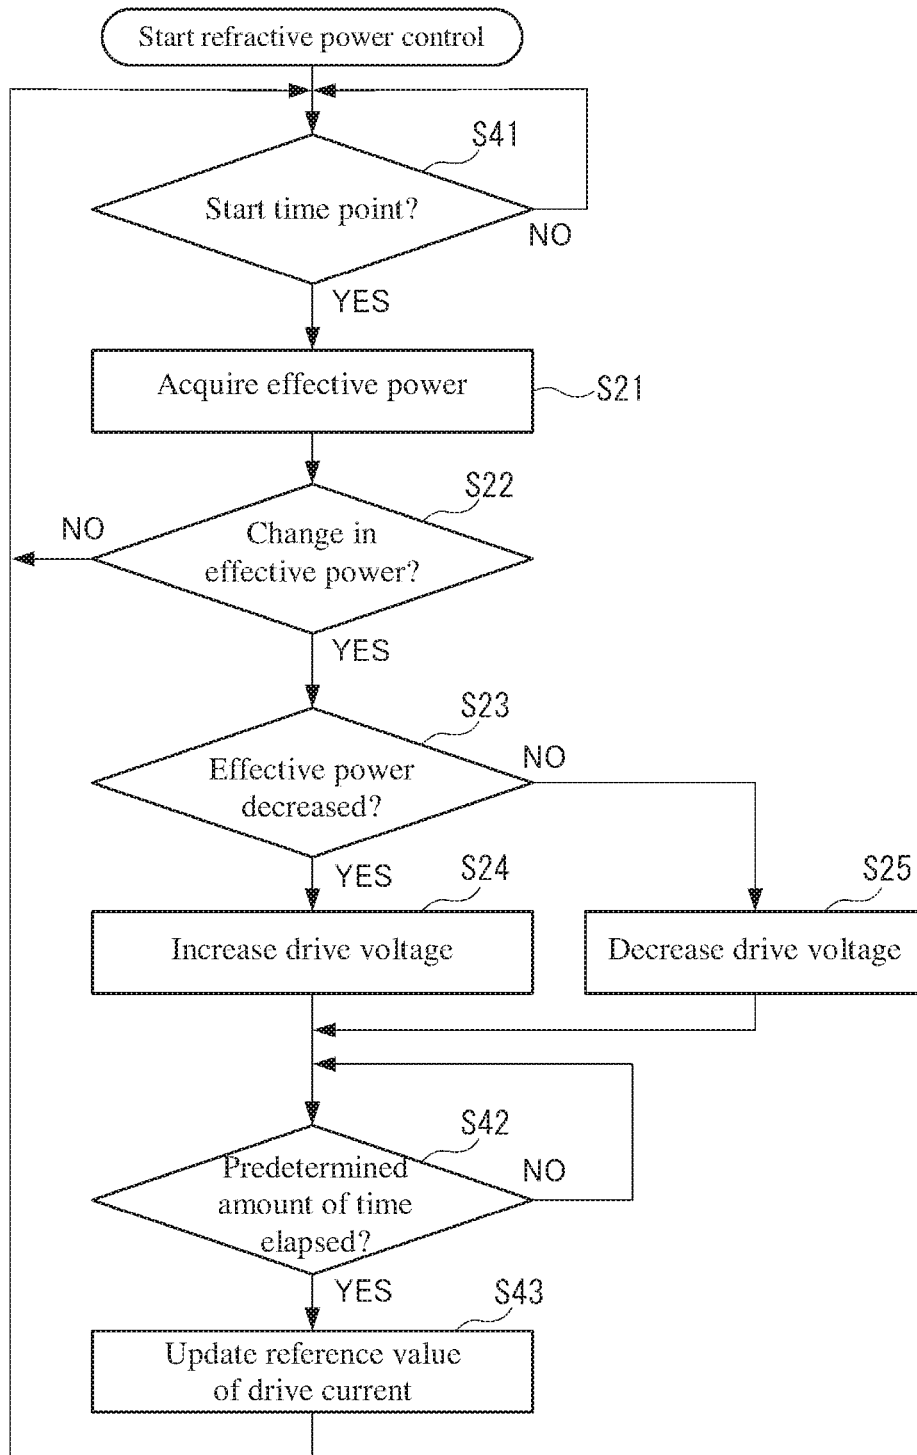 Start refractive power control
S41
Start time point?
NO
YES
Acquire effective power
S21
S22
NO
Change in
effective power?
YES
S23
NO
Effective power
decreased?
YES
S24
S25
Increase drive voltage
Decrease drive voltage
S42
Predetermined
NO
amount of time
elapsed?
YES
S43
Update reference value
of drive current